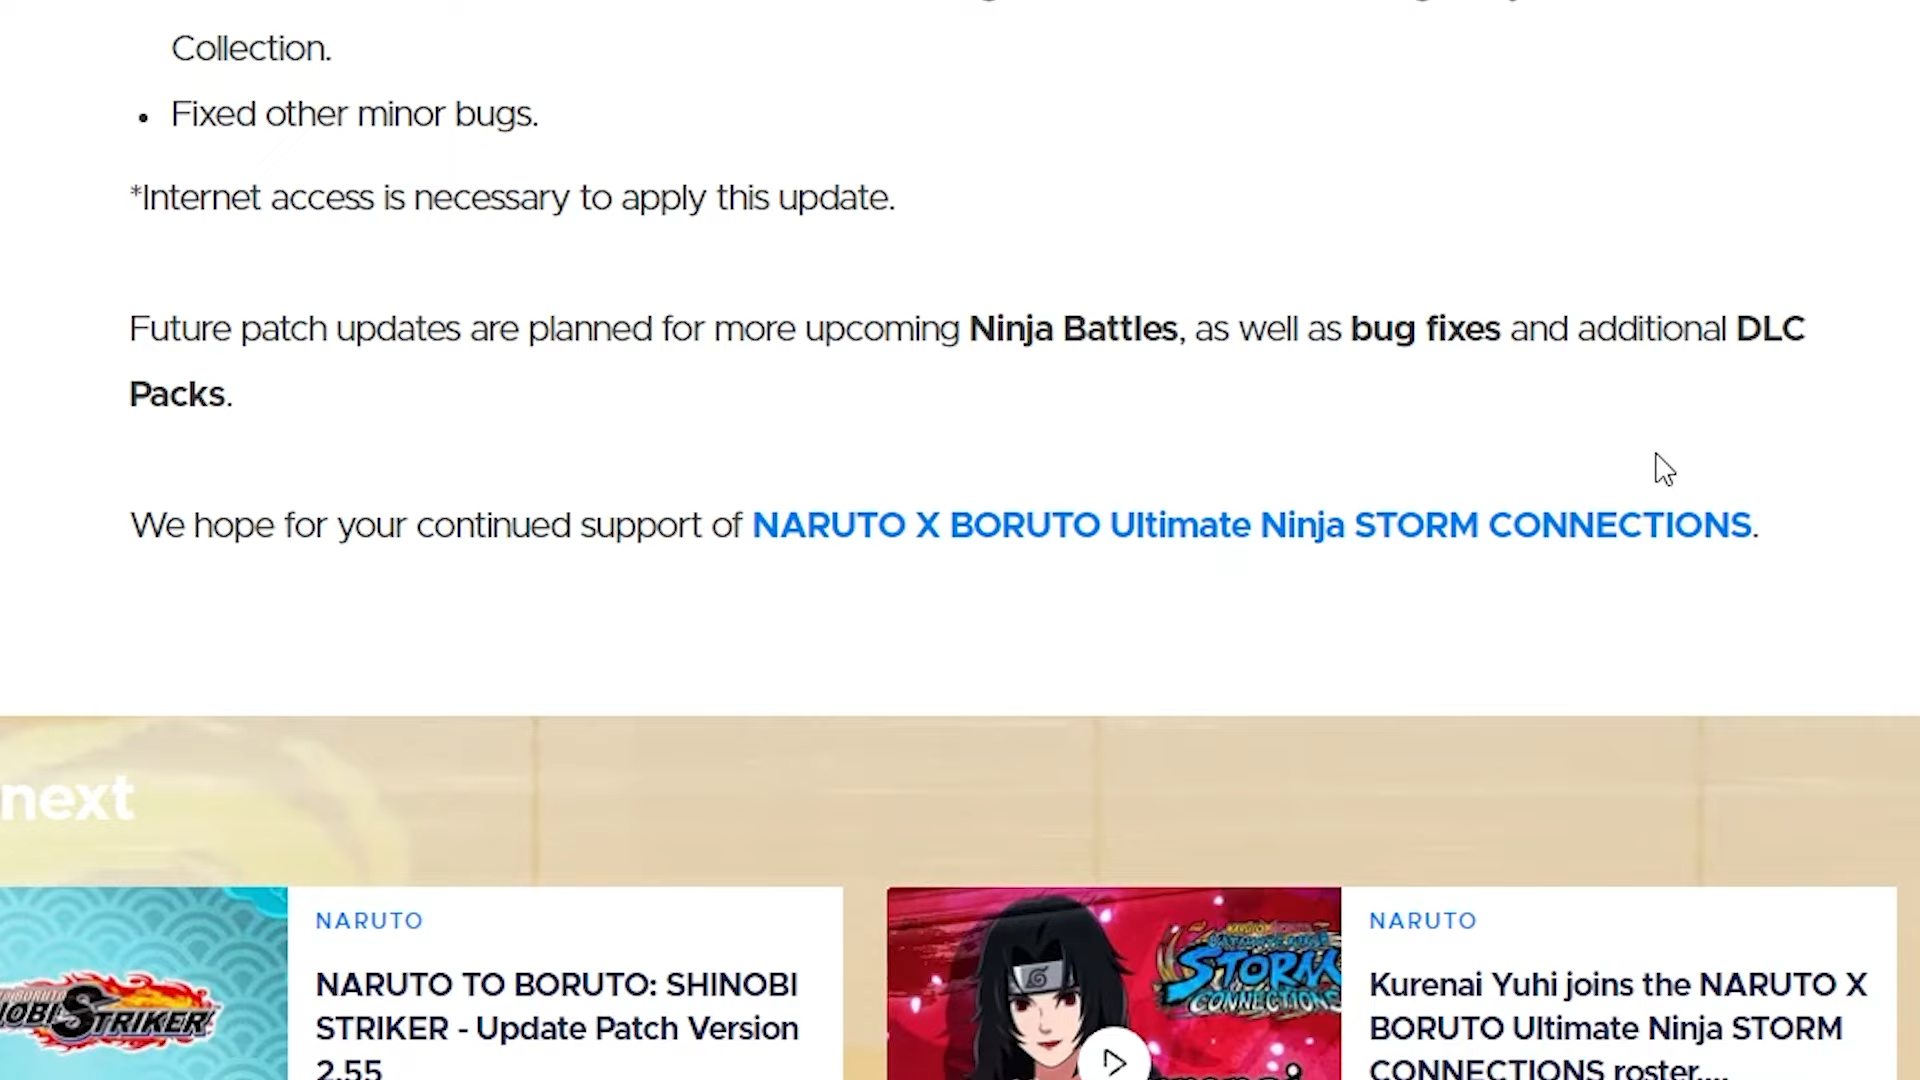 Collection.
• Fixed other minor bugs.
*Internet access is necessary to apply this update.
Future patch updates are planned for more upcoming Ninja Battles, as well as bug fixes and additional DLC
Packs.
We hope for your continued support of NARUTO X BORUTO Ultimate Ninja STORM CONNECTIONS.
next
NARUTO
NARUTO TO BORUTO: SHINOBI
STRIKER - Update Patch Version
2.55
STRIKER
NARUTO
Kurenai Yuhi joins the NARUTO X
BORUTO Ultimate Ninja STORM
CONNECTIONS roster....
STORM
CONNECTIONS